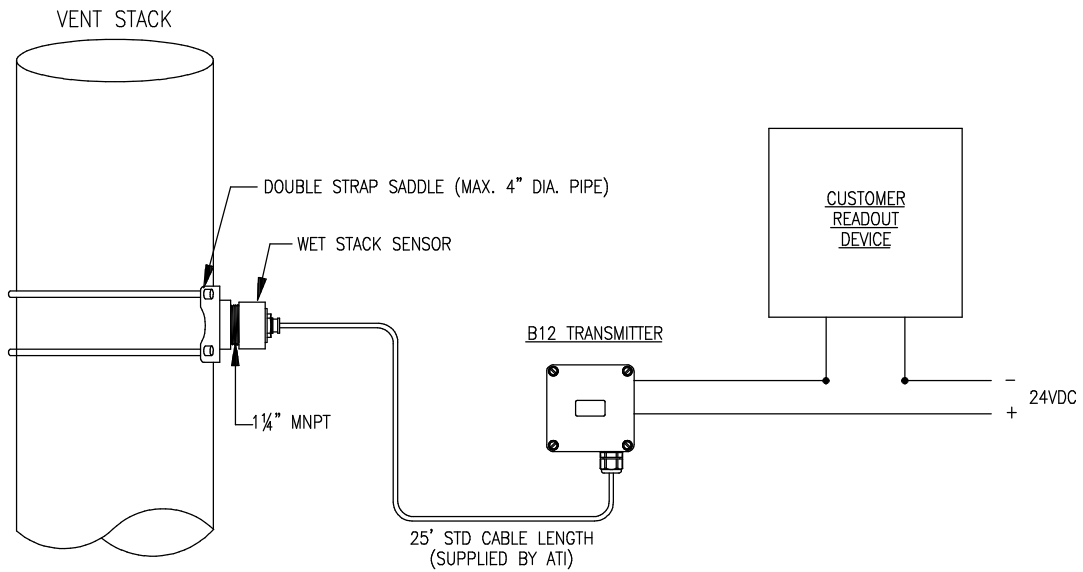 VENT STACK
DOUBLE STRAP SADDLE (MAX. 4" DIA. PIPE)
WET STACK SENSOR
CUSTOMER
READOUT
DEVICE
B12 TRANSMITTER
−
24VDC
+
1¼" MNPT
25' STD CABLE LENGTH
(SUPPLIED BY ATI)